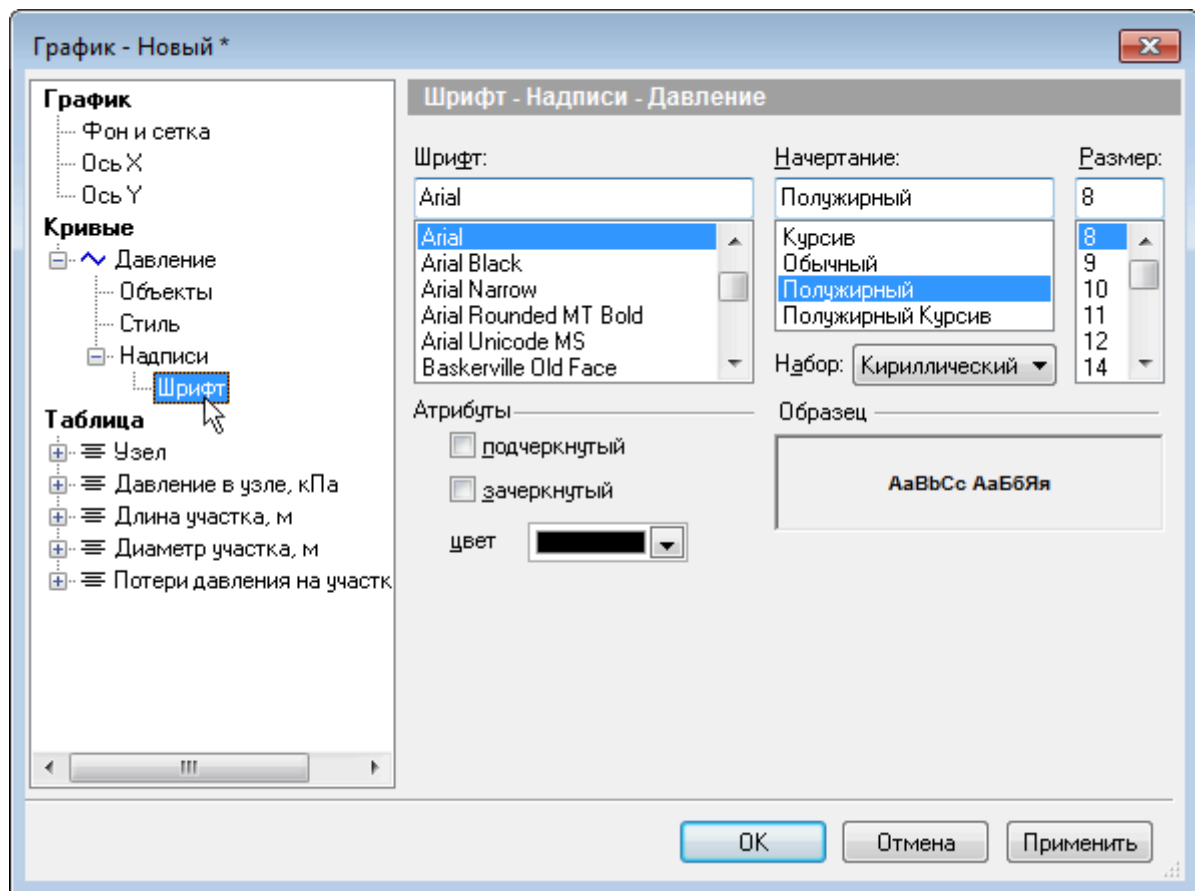 График - Новый *
График
Фон и сетка
Ось X
Ось Y
Кривые
Давление
Объекты
Стиль
Надписи
Шрифт
Таблица
Узел
Давление в узле, кПа
Длина участка, м
Диаметр участка, м
Потери давления на участк
Шрифт - Надписи - Давление
Шрифт:
Arial
Arial
Arial Black
Arial Narrow
Arial Rounded MT Bold
Arial Unicode MS
Baskerville Old Face
Начертание:
Полужирный
Курсив
Обычный
Полужирный
Полужирный Курсив
Набор: Кириллический
Размер:
8
8
9
10
11
12
14
Атрибуты
подчеркнутый
зачеркнутый
цвет
Образец
AaBbCc АаБбЯя
OK Отмена Применить